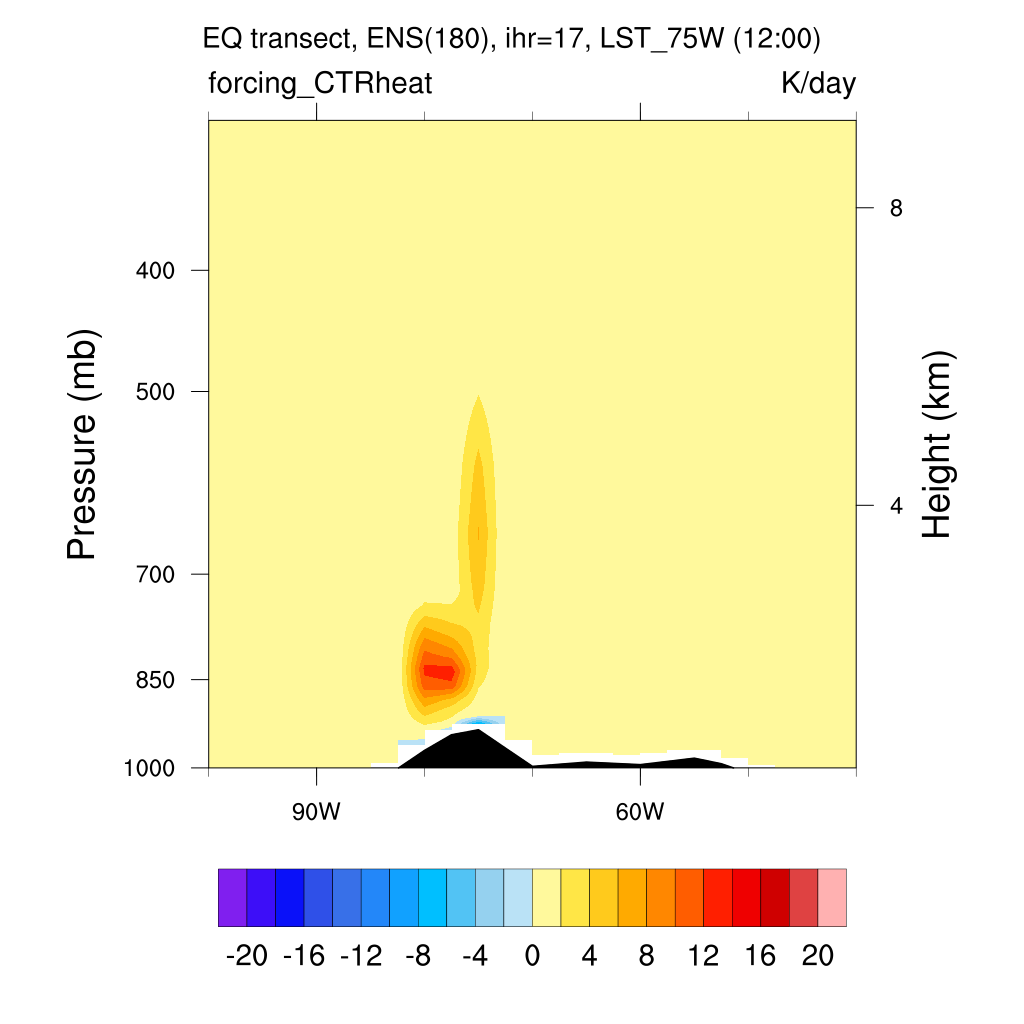 EQ transect, ENS(180), ihr=17, LST_75W (12:00)
forcing_CTRheat K/day
8
400
500
4
700
850
1000
Pressure (mb)
Height (km)
90W 60W
-20 -16 -12 -8 -4 0 4 8 12 16 20